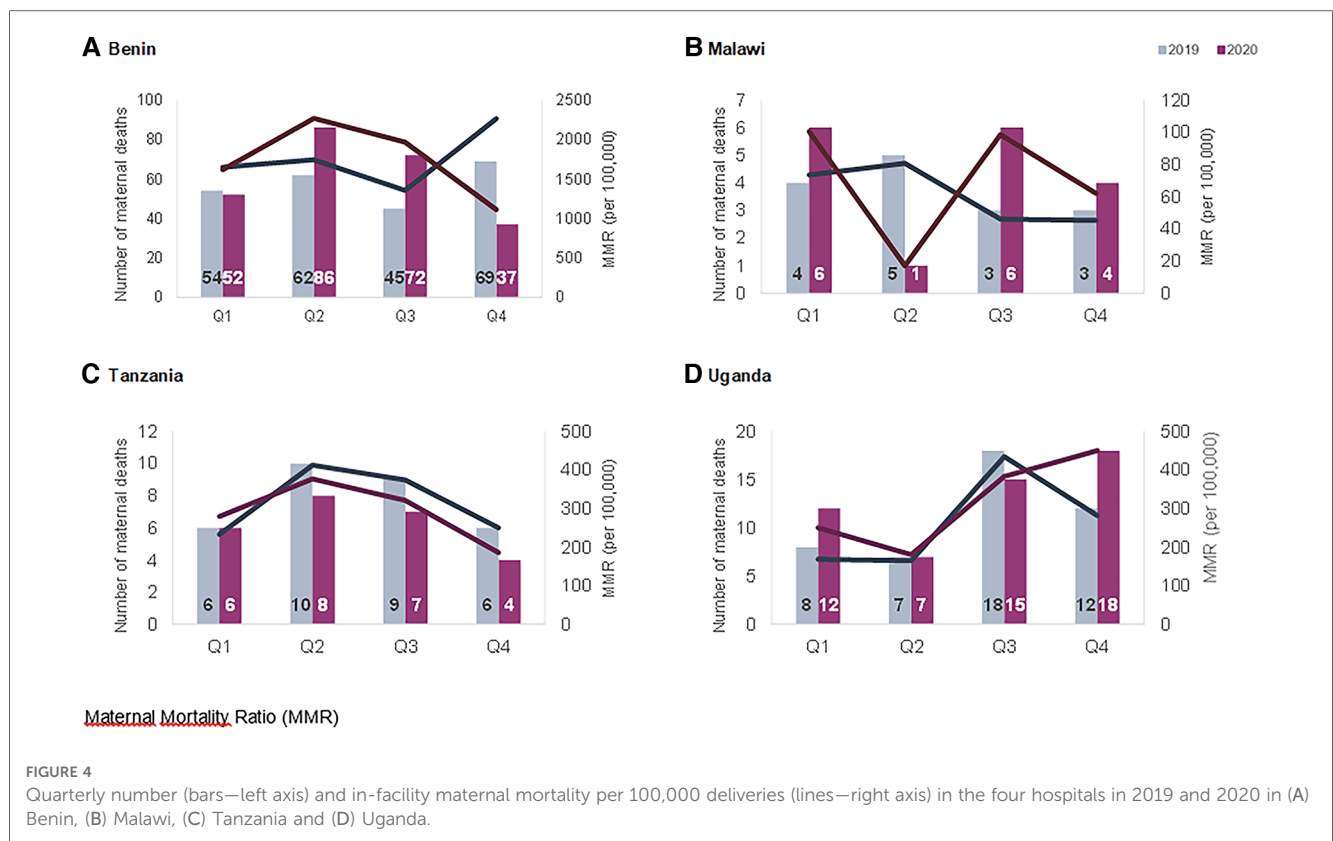 A Benin
Number of maternal deaths
100
80
60
40
20
0
54 52 62 86 45 72 69 37
Q1 Q2 Q3 Q4
2500
2000
1500
1000
500
0
MMR (per 100,000)
B Malawi
2019 2020
Number of maternal deaths
7
6
5
4
3
2
1
0
4 6 5 1 3 6 3 4
Q1 Q2 Q3 Q4
120
100
80
60
40
20
0
MMR (per 100,000)
C Tanzania
Number of maternal deaths
12
10
8
6
4
2
0
6 6 10 8 9 7 6 4
Q1 Q2 Q3 Q4
500
400
300
200
100
0
MMR (per 100,000)
D Uganda
Number of maternal deaths
20
15
10
5
0
8 12 7 7 18 15 12 18
Q1 Q2 Q3 Q4
500
400
300
200
100
0
MMR (per 100,000)
Maternal Mortality Ratio (MMR)
FIGURE 4
Quarterly number (bars—left axis) and in-facility maternal mortality per 100,000 deliveries (lines—right axis) in the four hospitals in 2019 and 2020 in (A)
Benin, (B) Malawi, (C) Tanzania and (D) Uganda.